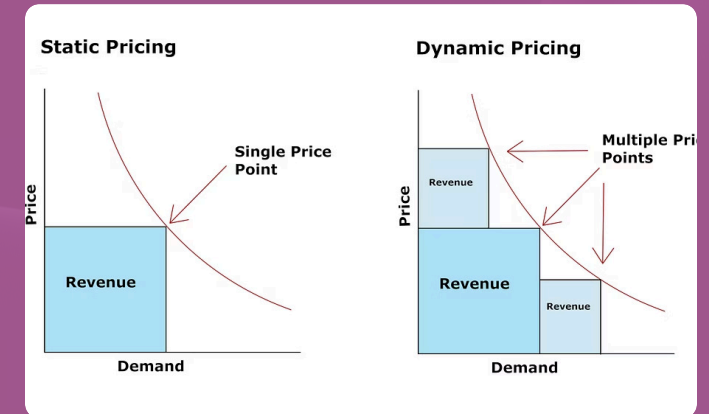 Static Pricing
Single Price
Point
Price
Revenue
Demand
Dynamic Pricing
Multiple Pri
Points
Price
Revenue
Revenue
Revenue
Demand